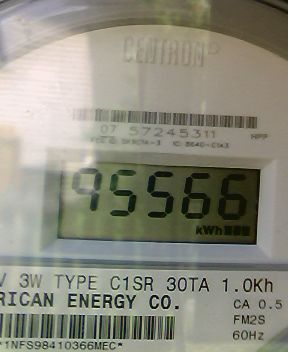 CENTRON
07 57245311 HPP
95566
kWh
V 3W TYPE C1SR 30TA 1.0Kh
RICAN ENERGY CO. CA 0.5
FM2S
60Hz
*1NFS98410366MEC*